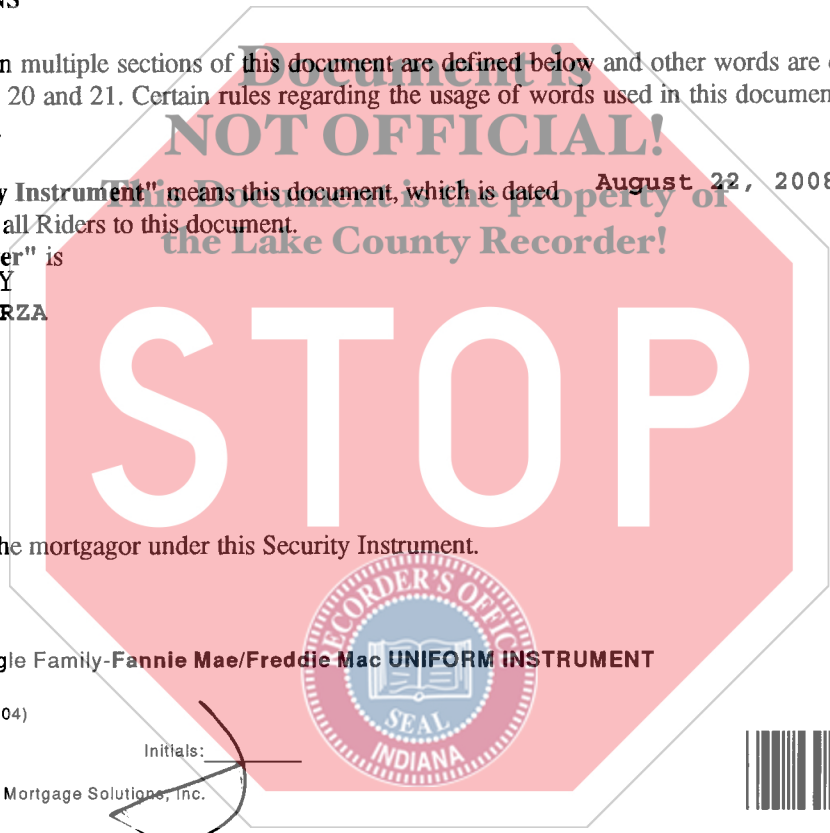 NS
n multiple sections of this document are defined below and other words are
20 and 21. Certain rules regarding the usage of words used in this documen
Document is
NOT OFFICIAL!
This Document is the property of
the Lake County Recorder!
y Instrument" means this document, which is dated August 22, 2008
all Riders to this document.
er" is
Y
RZA
STOP
he mortgagor under this Security Instrument.
RECORDER'S OFFICE
SEAL
INDIANA
gle Family-Fannie Mae/Freddie Mac UNIFORM INSTRUMENT
04)
Initials:
Mortgage Solutions, Inc.